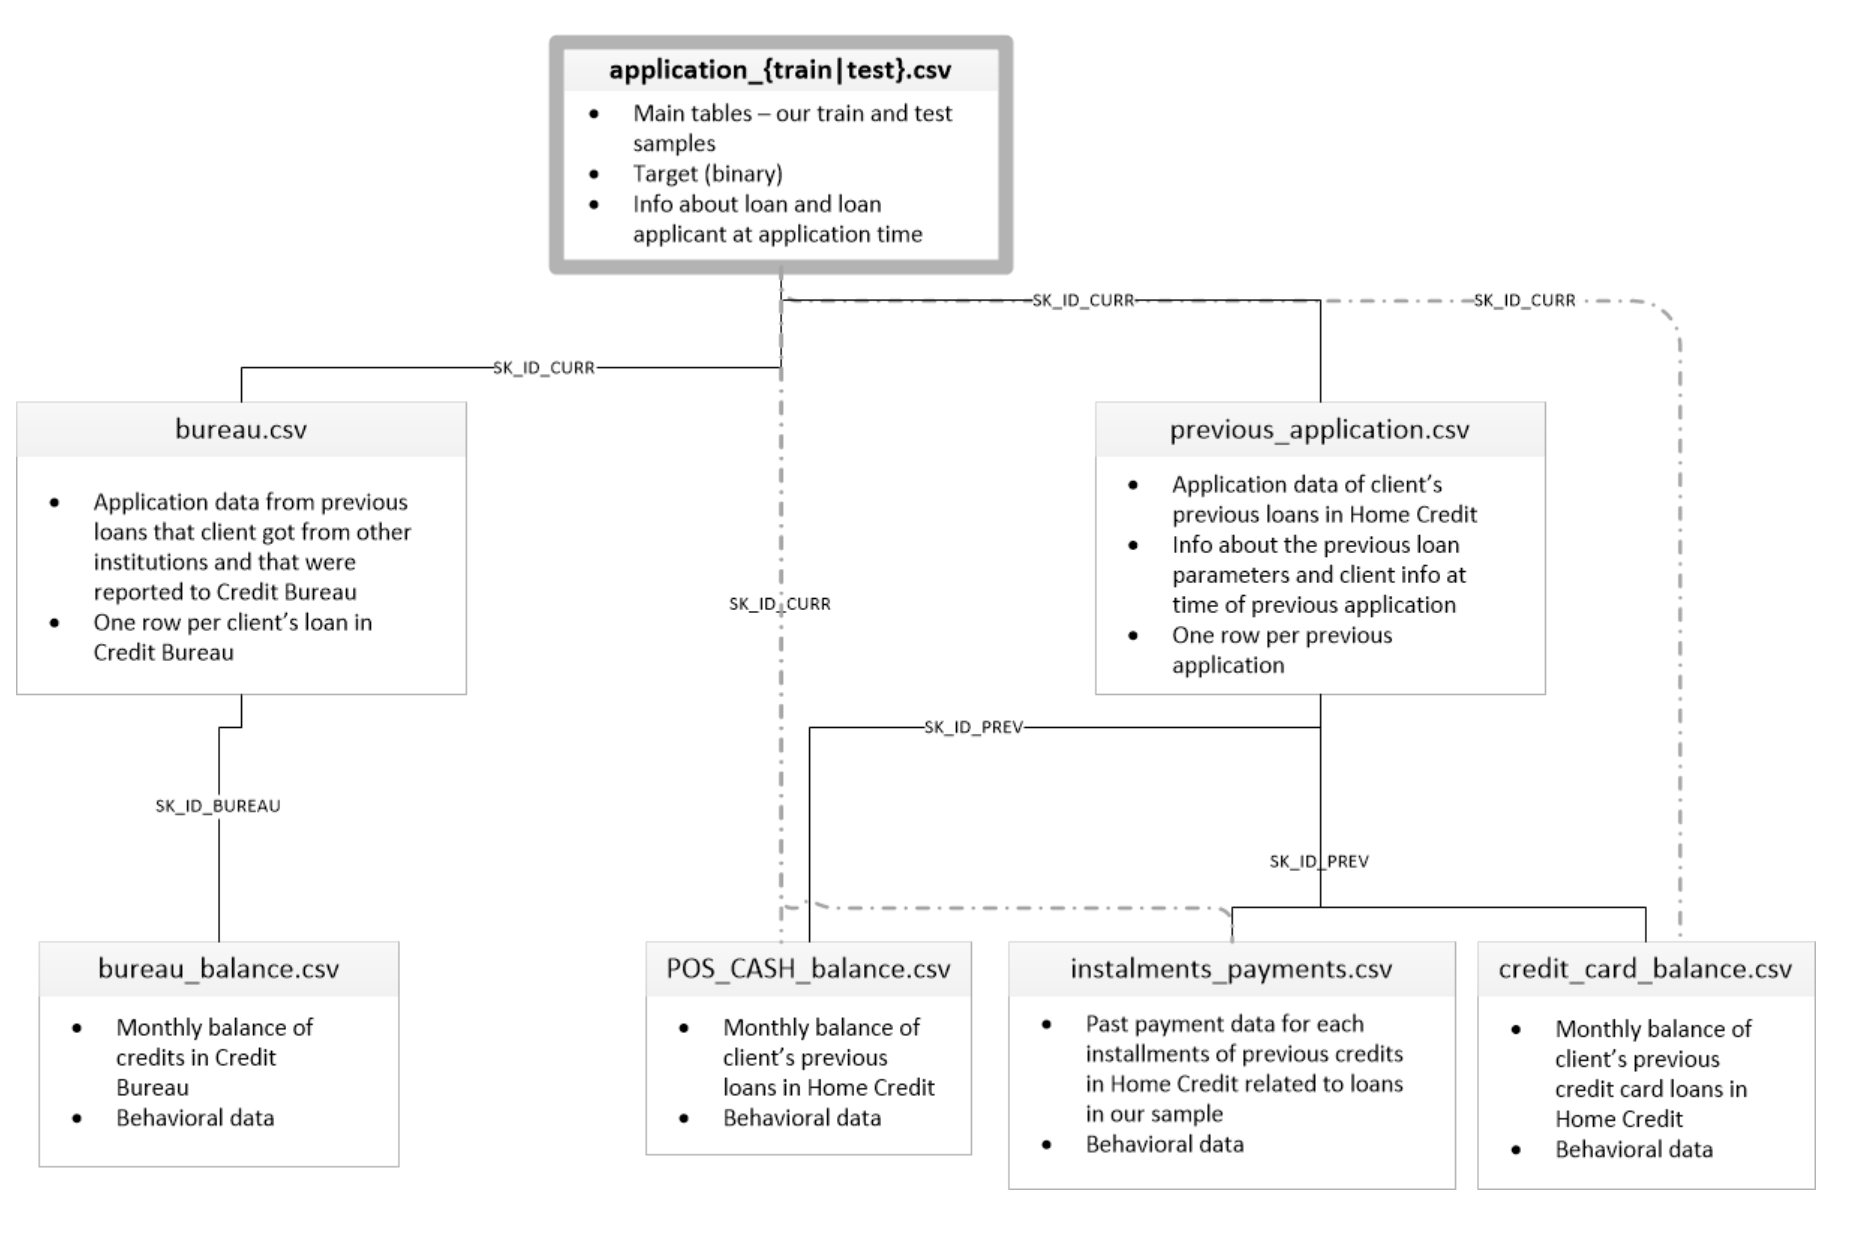 application_{train|test}.csv
• Main tables – our train and test
samples
• Target (binary)
• Info about loan and loan
applicant at application time
SK_ID_CURR
SK_ID_CURR
SK_ID_CURR
bureau.csv
• Application data from previous
loans that client got from other
institutions and that were
reported to Credit Bureau
• One row per client’s loan in
Credit Bureau
previous_application.csv
• Application data of client’s
previous loans in Home Credit
• Info about the previous loan
parameters and client info at
time of previous application
• One row per previous
application
SK_ID_CURR
SK_ID_PREV
SK_ID_BUREAU
SK_ID_PREV
bureau_balance.csv
• Monthly balance of
credits in Credit
Bureau
• Behavioral data
POS_CASH_balance.csv
• Monthly balance of
client’s previous
loans in Home Credit
• Behavioral data
instalments_payments.csv
• Past payment data for each
installments of previous credits
in Home Credit related to loans
in our sample
• Behavioral data
credit_card_balance.csv
• Monthly balance of
client’s previous
credit card loans in
Home Credit
• Behavioral data